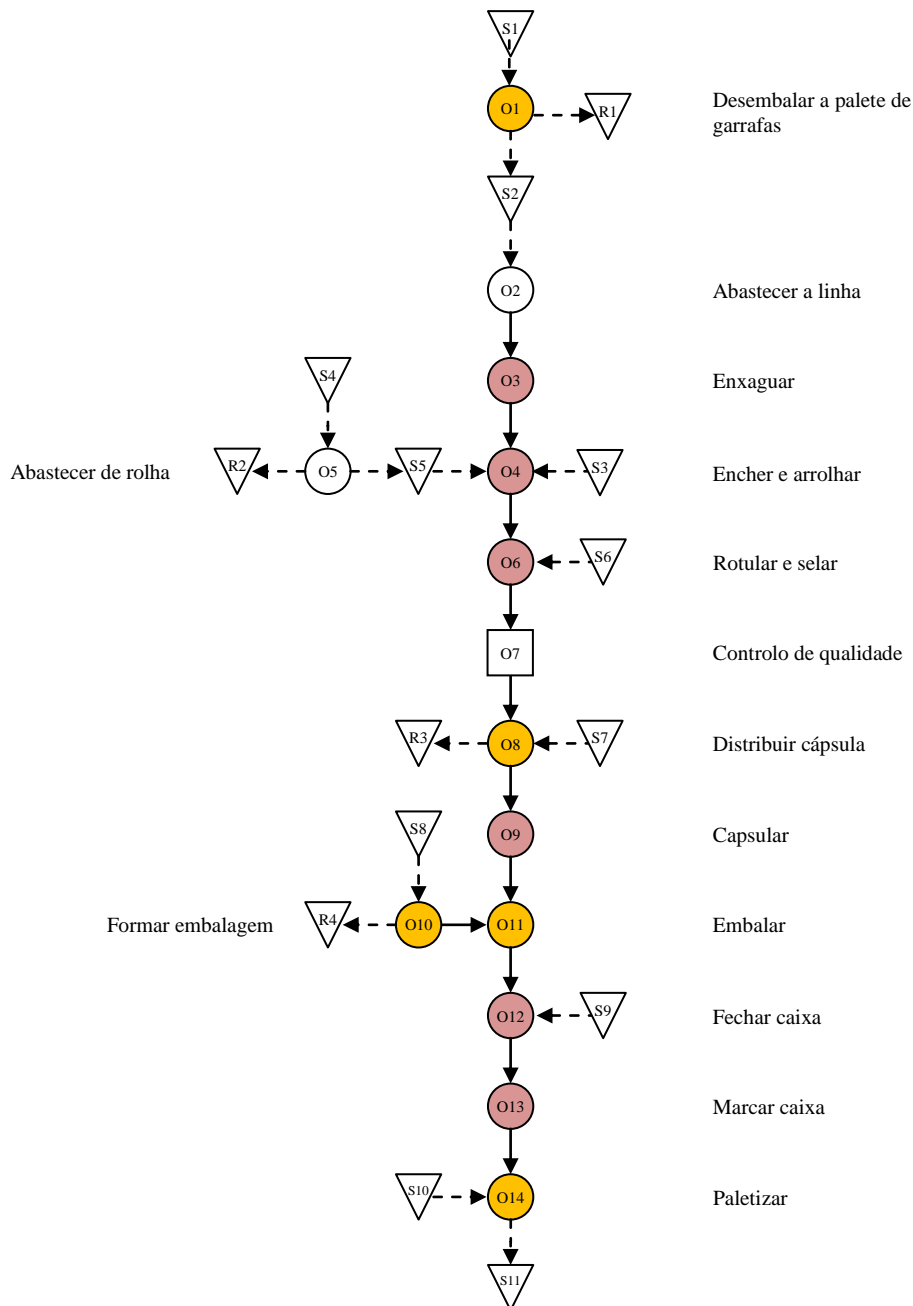 S1
O1
R1
Desembalar a palete de
garrafas
S2
O2
Abastecer a linha
S4
O3
Enxaguar
Abastecer de rolha
R2
O5
S5
O4
S3
Encher e arrolhar
O6
S6
Rotular e selar
O7
Controlo de qualidade
R3
O8
S7
Distribuir cápsula
S8
O9
Capsular
Formar embalagem
R4
O10
O11
Embalar
O12
S9
Fechar caixa
O13
Marcar caixa
S10
O14
Paletizar
S11